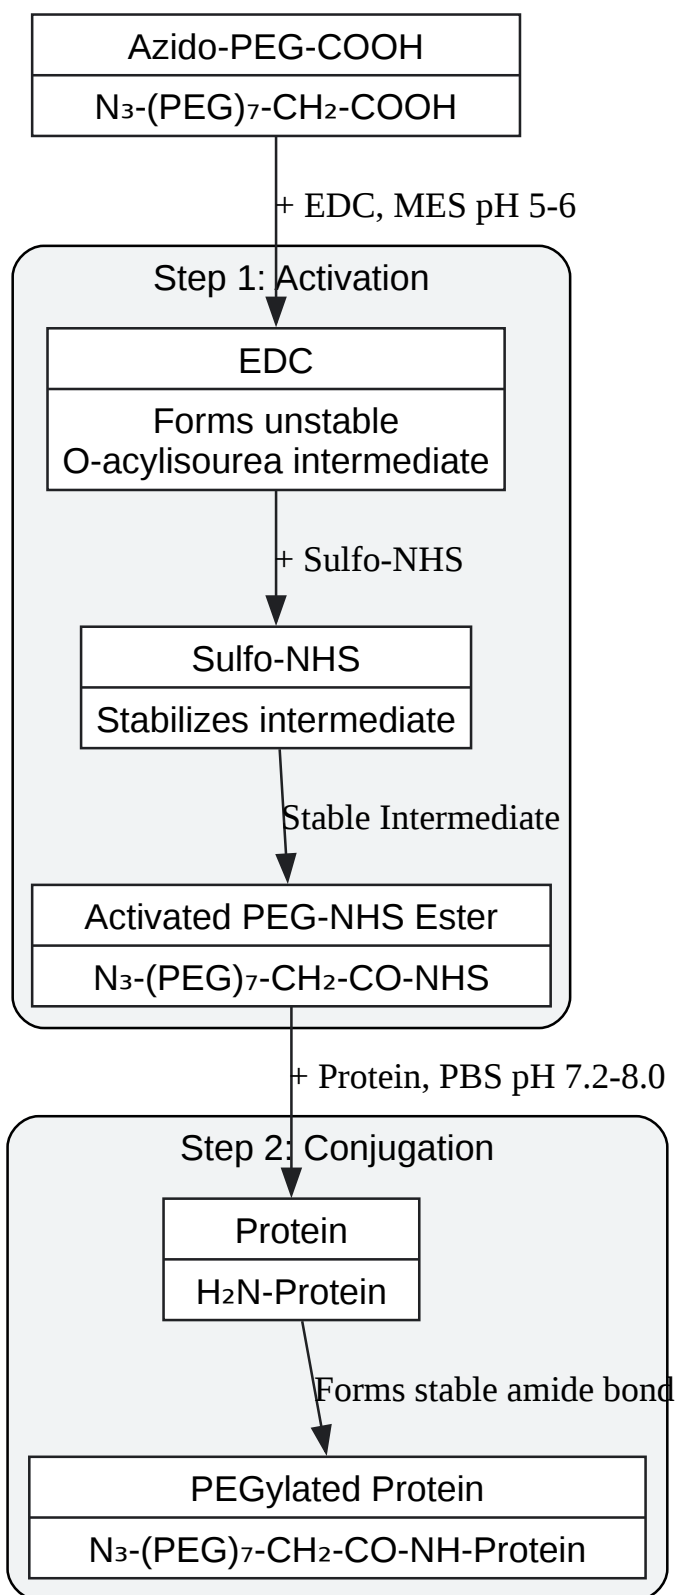 Azido-PEG-COOH
N₃-(PEG)₇-CH₂-COOH
+ EDC, MES pH 5-6
Step 1: Activation
EDC
Forms unstable
O-acylisourea intermediate
+ Sulfo-NHS
Sulfo-NHS
Stabilizes intermediate
Stable Intermediate
Activated PEG-NHS Ester
N₃-(PEG)₇-CH₂-CO-NHS
+ Protein, PBS pH 7.2-8.0
Step 2: Conjugation
Protein
H₂N-Protein
Forms stable amide bond
PEGylated Protein
N₃-(PEG)₇-CH₂-CO-NH-Protein